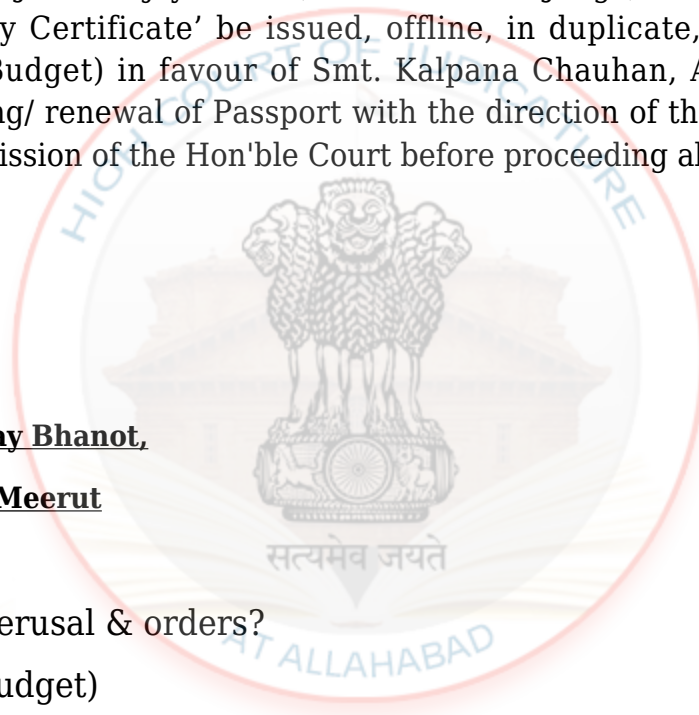 y Certificate’ be issued, offline, in duplicate,
Budget) in favour of Smt. Kalpana Chauhan, A
ng/ renewal of Passport with the direction of th
ission of the Hon'ble Court before proceeding a
HIGH COURT OF JUDICATURE
ay Bhanot,
Meerut
सत्यमेव जयते
erusal & orders?
AT ALLAHABAD
udget)